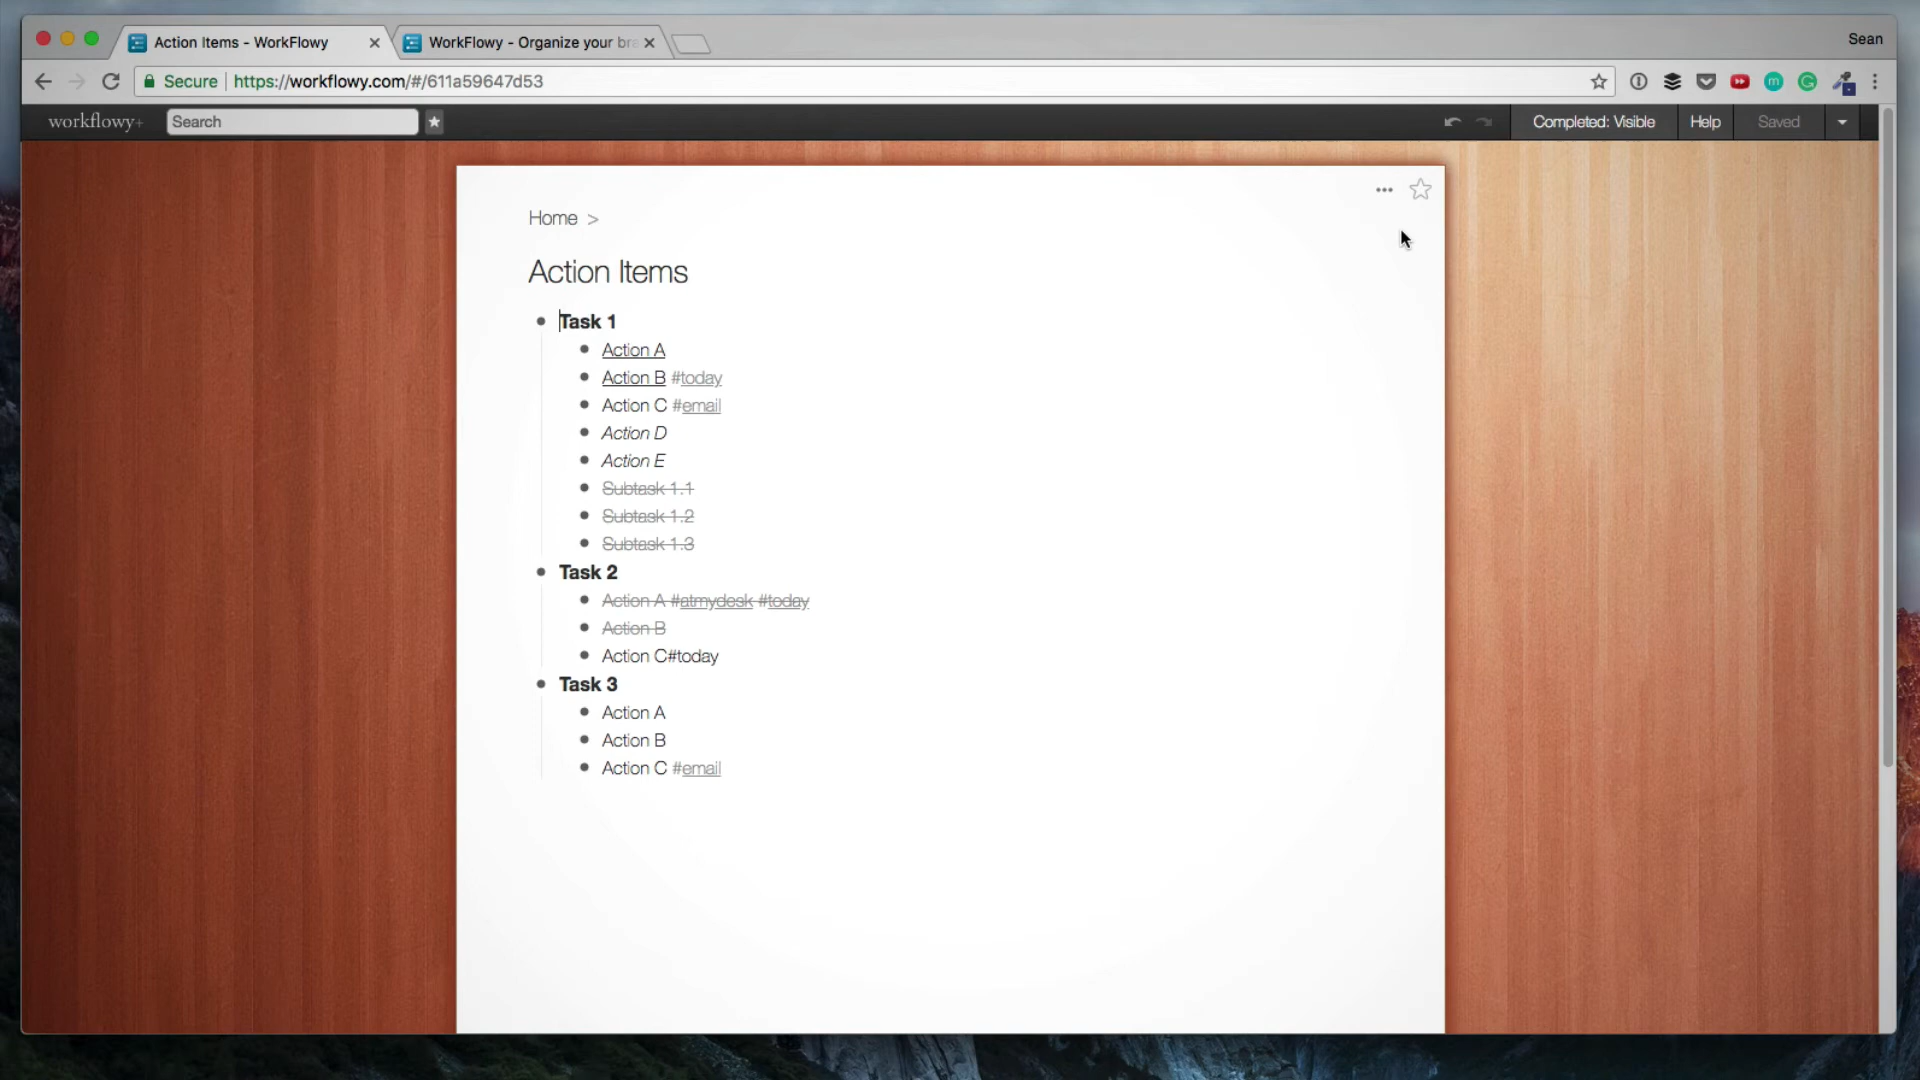 Action Items - WorkFlowy
WorkFlowy - Organize your bra
Sean
Secure https://workflowy.com/#/611a59647d53
workflowy+
Search
Completed: Visible
Help
Saved
Home >
Action Items
Task 1
Action A
Action B #today
Action C #email
Action D
Action E
Subtask 1.1
Subtask 1.2
Subtask 1.3
Task 2
Action A #atmydesk #today
Action B
Action C#today
Task 3
Action A
Action B
Action C #email